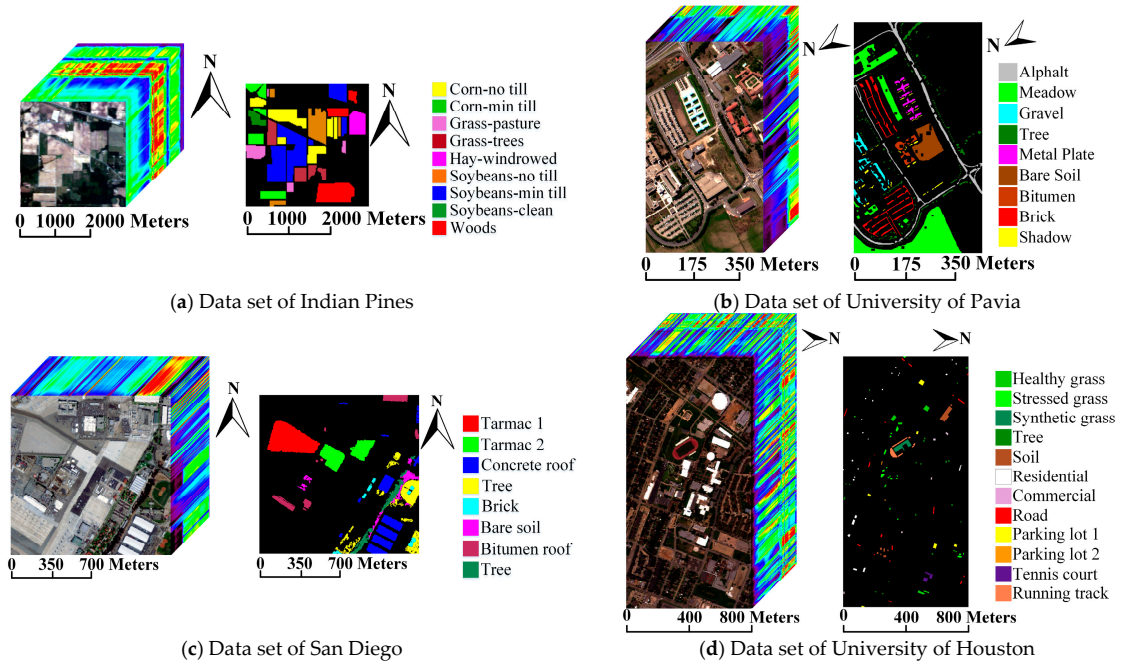 N
N
Corn-no till
Corn-min till
Grass-pasture
Grass-trees
Hay-windrowed
Soybeans-no till
Soybeans-min till
Soybeans-clean
Woods
0 1000 2000 Meters
0 1000 2000 Meters
(a) Data set of Indian Pines
N
N
Alphalt
Meadow
Gravel
Tree
Metal Plate
Bare Soil
Bitumen
Brick
Shadow
0 175 350 Meters
0 175 350 Meters
(b) Data set of University of Pavia
N
N
Tarmac 1
Tarmac 2
Concrete roof
Tree
Brick
Bare soil
Bitumen roof
Tree
0 350 700 Meters
0 350 700 Meters
(c) Data set of San Diego
N
N
Healthy grass
Stressed grass
Synthetic grass
Tree
Soil
Residential
Commercial
Road
Parking lot 1
Parking lot 2
Tennis court
Running track
Meters
0 400 800
Meters
0 400 800
(d) Data set of University of Houston